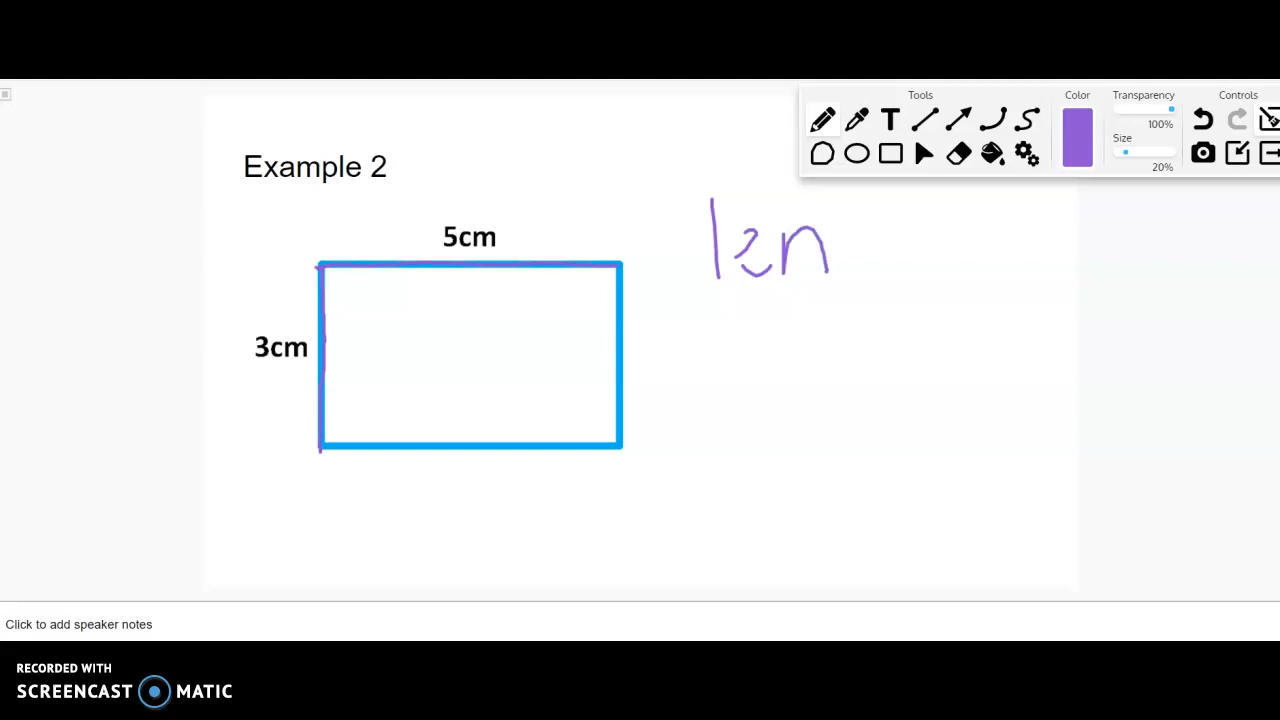 Tools
Color
Transparency
Controls
100%
Size
20%
Example 2
len
5cm
3cm
Click to add speaker notes
RECORDED WITH
SCREENCAST MATIC